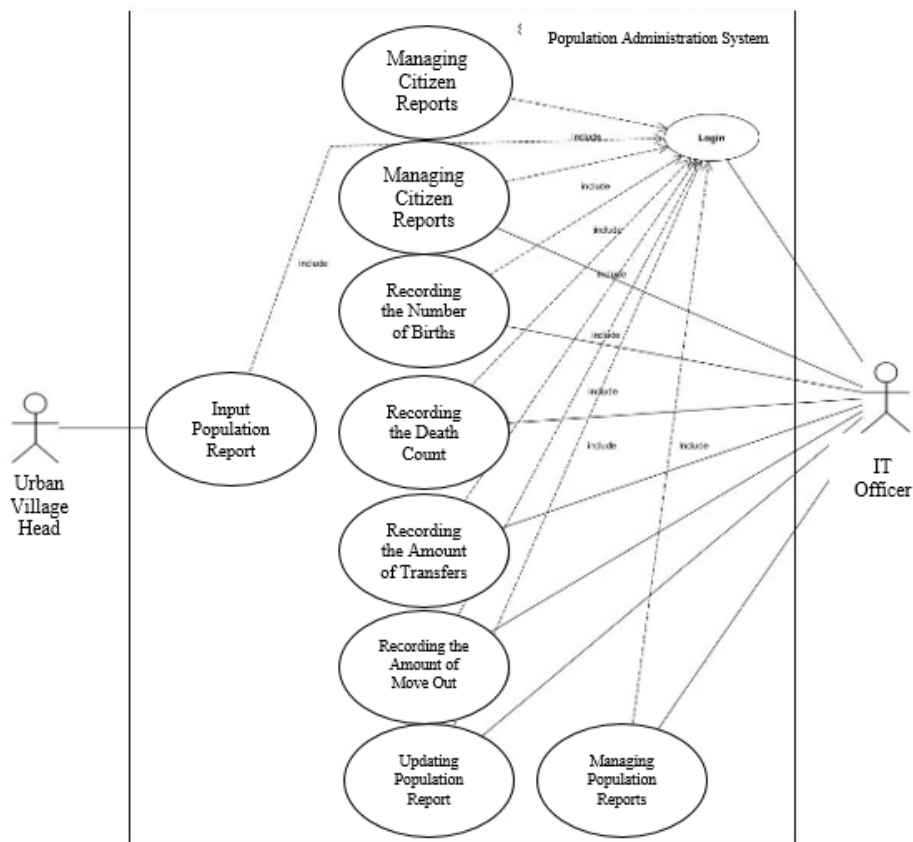 Population Administration System
Managing
Citizen
Reports
Login
include
Managing
Citizen
Reports
include
include
include
include
Recording
the Number
of Births
include
Input
Population
Report
Recording
the Death
Count
include
include
include
Urban
Village
Head
IT
Officer
Recording
the Amount
of Transfers
Recording the
Amount of
Move Out
Updating
Population
Report
Managing
Population
Reports